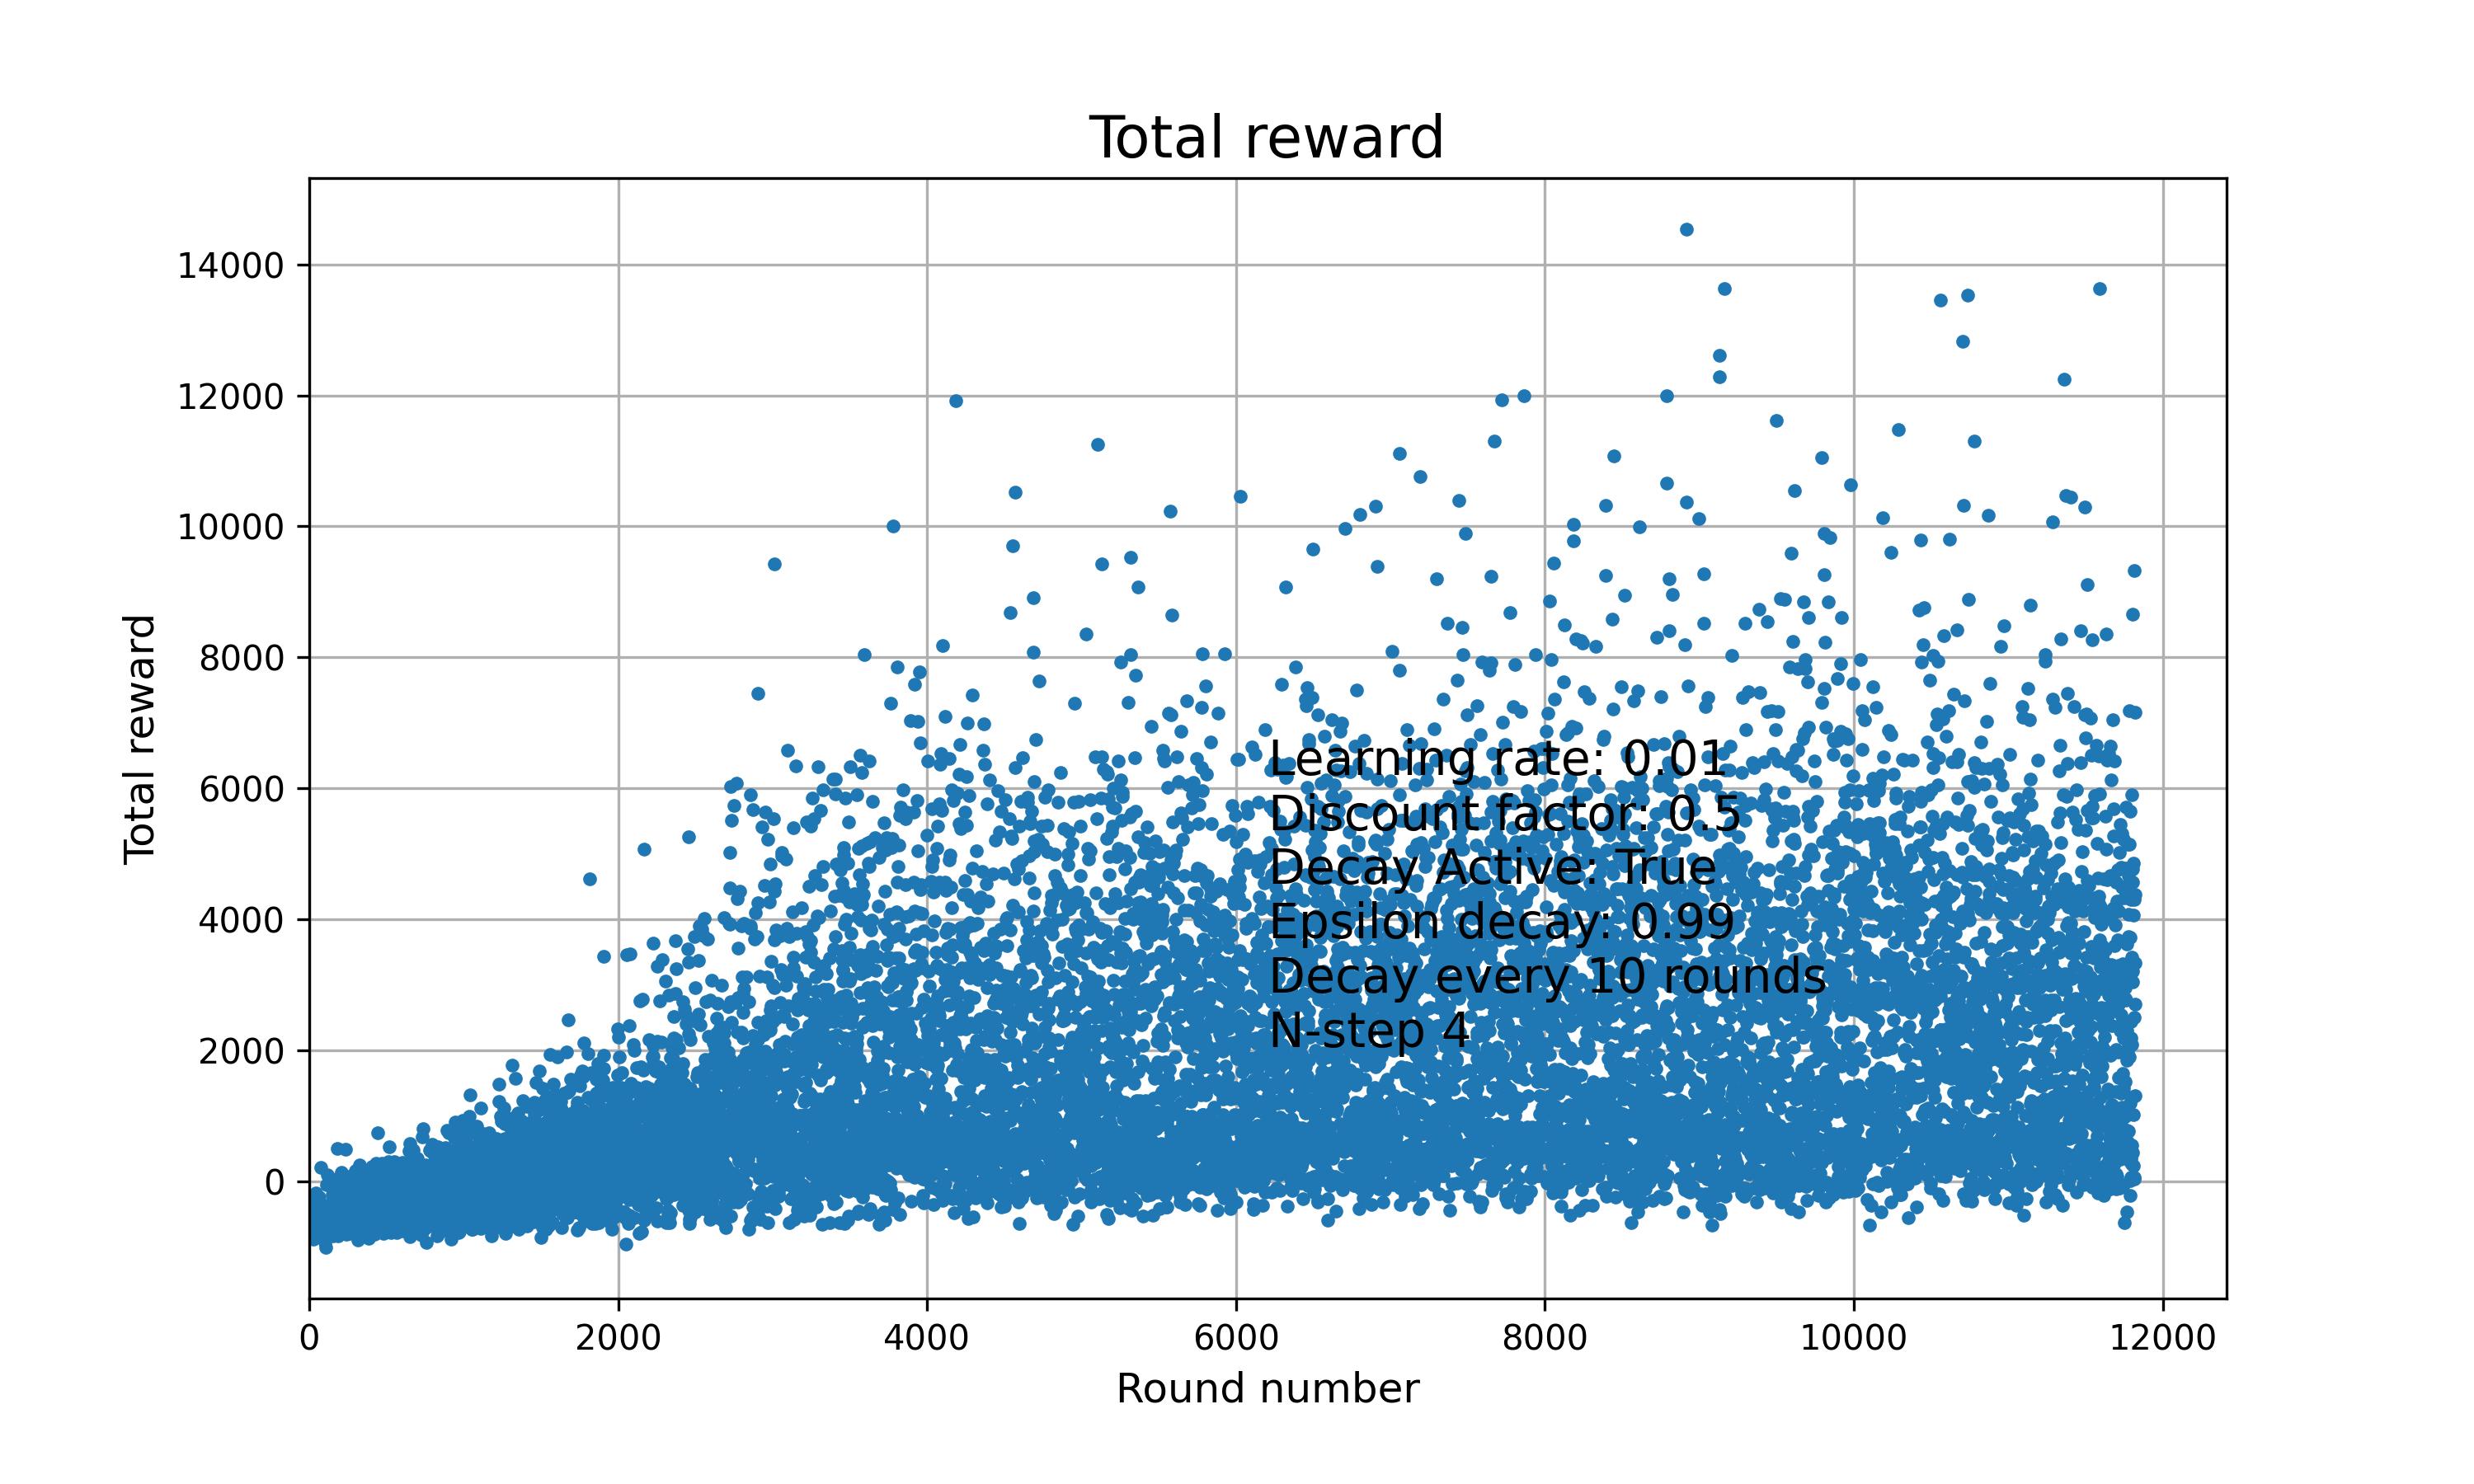 Total reward
14000
12000
10000
8000
6000
4000
2000
0
Total reward
Learning rate: 0.01
Discount factor: 0.5
Decay Active: True
Epsilon decay: 0.99
Decay every 10 rounds
N-step 4
0 2000 4000 6000 8000 10000 12000
Round number